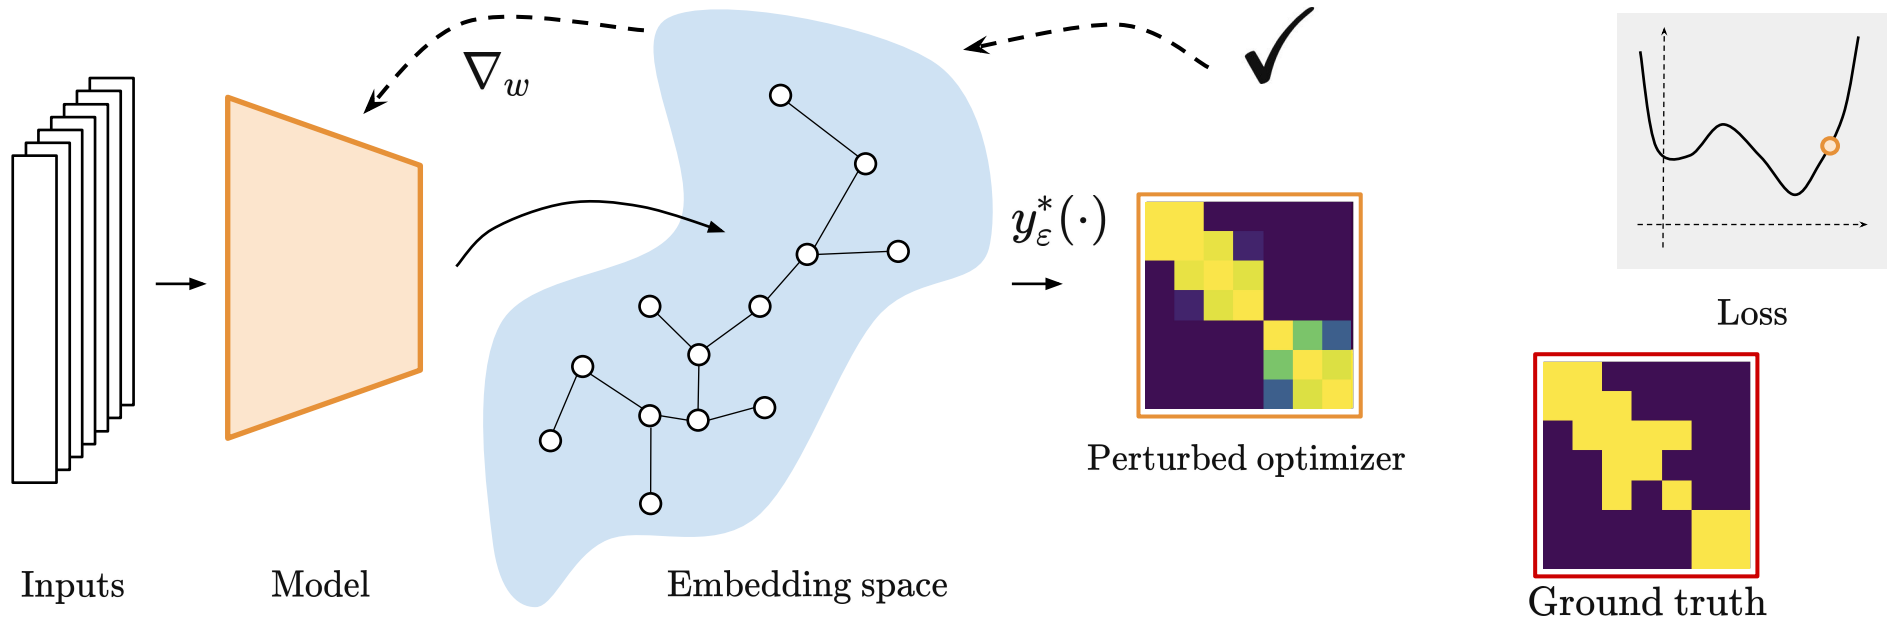 ∇w
y*ε(·)
Loss
Perturbed optimizer
Inputs
Model
Embedding space
Ground truth